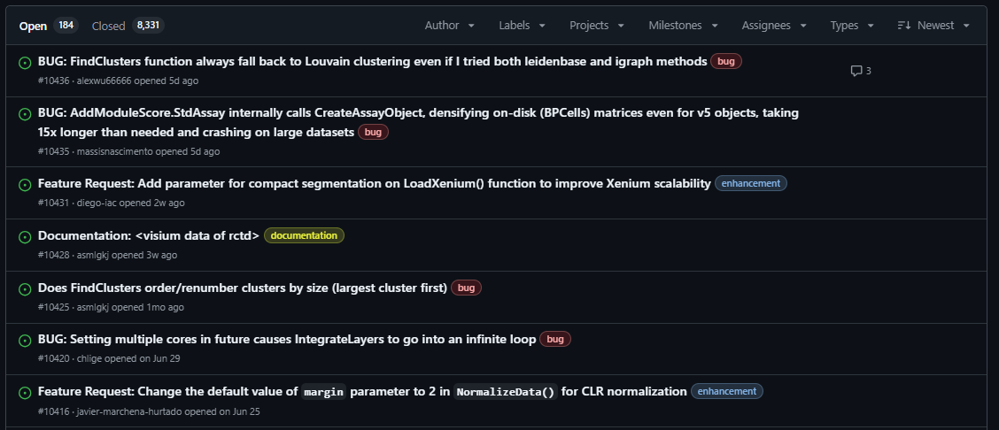 Open 184 Closed 8,331 Author Labels Projects Milestones Assignees Types Newest
BUG: FindClusters function always fall back to Louvain clustering even if I tried both leidenbase and igraph methods bug 3
#10436 · alexwu66666 opened 5d ago
BUG: AddModuleScore.StdAssay internally calls CreateAssayObject, densifying on-disk (BPCells) matrices even for v5 objects, taking
15x longer than needed and crashing on large datasets bug
#10435 · massisnascimento opened 5d ago
Feature Request: Add parameter for compact segmentation on LoadXenium() function to improve Xenium scalability enhancement
#10431 · diego-iac opened 2w ago
Documentation: <visium data of rctd> documentation
#10428 · asmlgkj opened 3w ago
Does FindClusters order/renumber clusters by size (largest cluster first) bug
#10425 · asmlgkj opened 1mo ago
BUG: Setting multiple cores in future causes IntegrateLayers to go into an infinite loop bug
#10420 · chlige opened on Jun 29
Feature Request: Change the default value of margin parameter to 2 in NormalizeData() for CLR normalization enhancement
#10416 · javier-marchena-hurtado opened on Jun 25